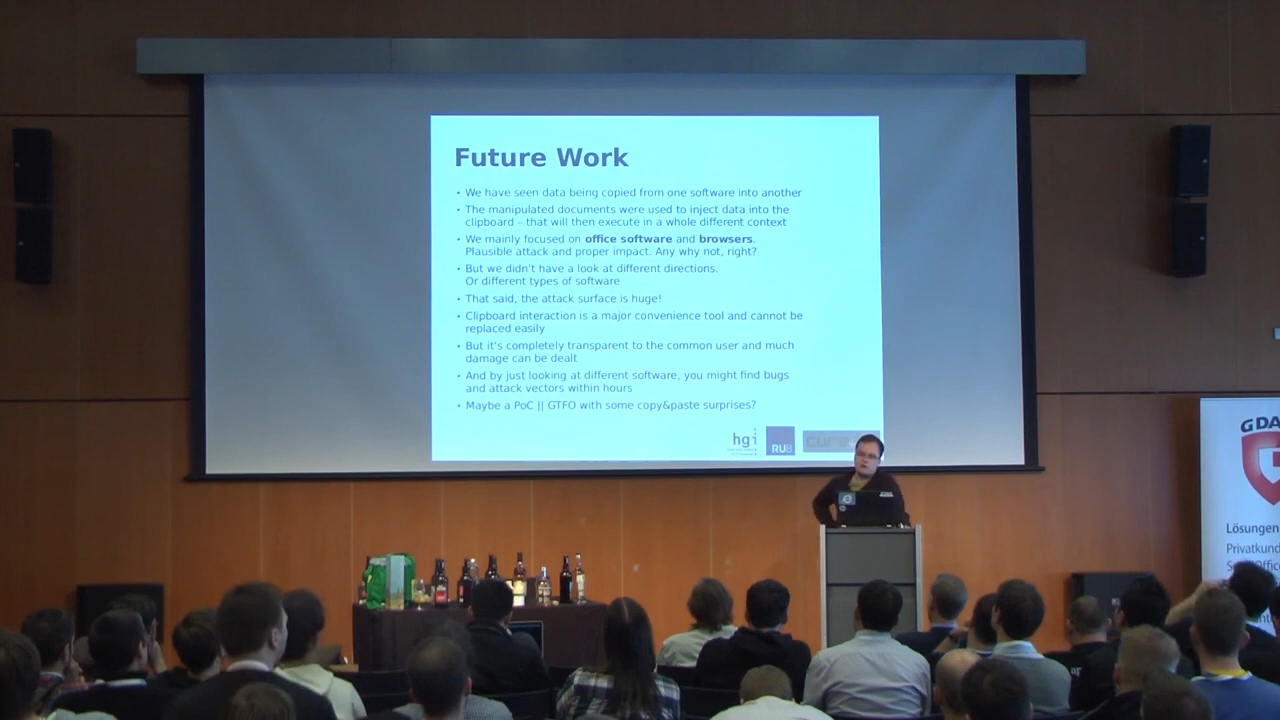 Future Work
• We have seen data being copied from one software into another
• The manipulated documents were used to inject data into the
clipboard – that will then execute in a whole different context
• We mainly focused on office software and browsers.
Plausible attack and proper impact. Any why not, right?
• But we didn't have a look at different directions.
Or different types of software
• That said, the attack surface is huge!
• Clipboard interaction is a major convenience tool and cannot be
replaced easily
• But it's completely transparent to the common user and much
damage can be dealt
• And by just looking at different software, you might find bugs
and attack vectors within hours
• Maybe a PoC || GTFO with some copy&paste surprises?
hgi
RUB
cure
G DA
Lösungen
Privatkund